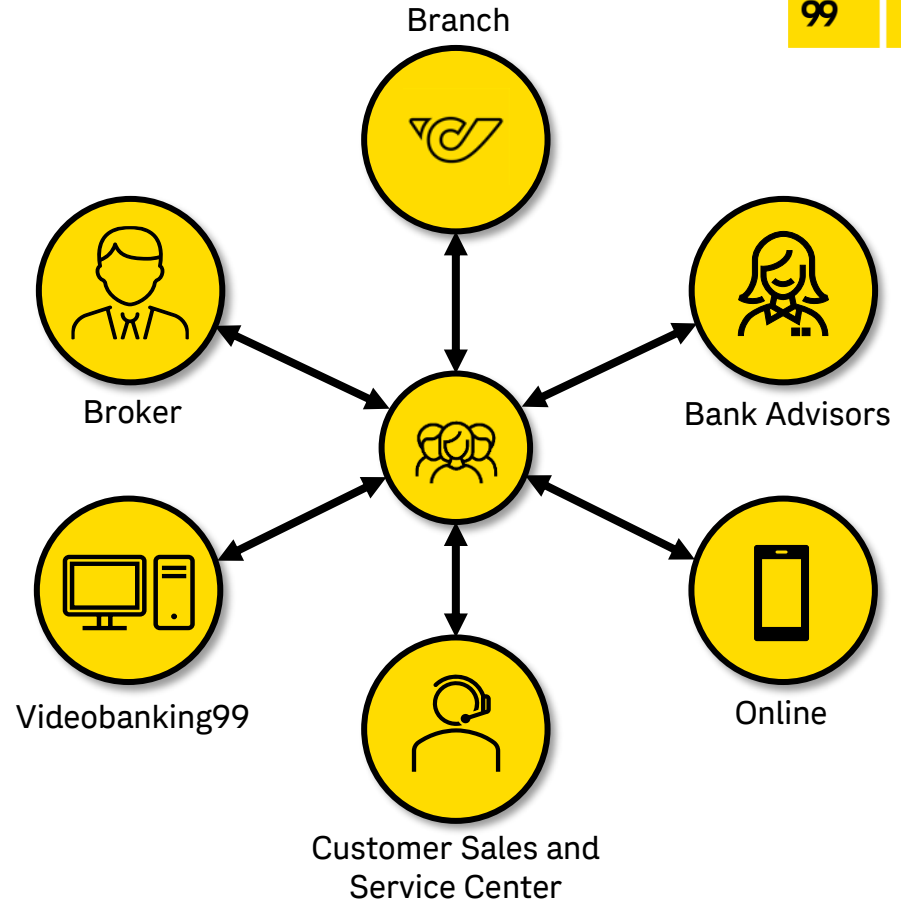 Branch
99
Broker
Bank Advisors
Videobanking99
Online
Customer Sales and
Service Center